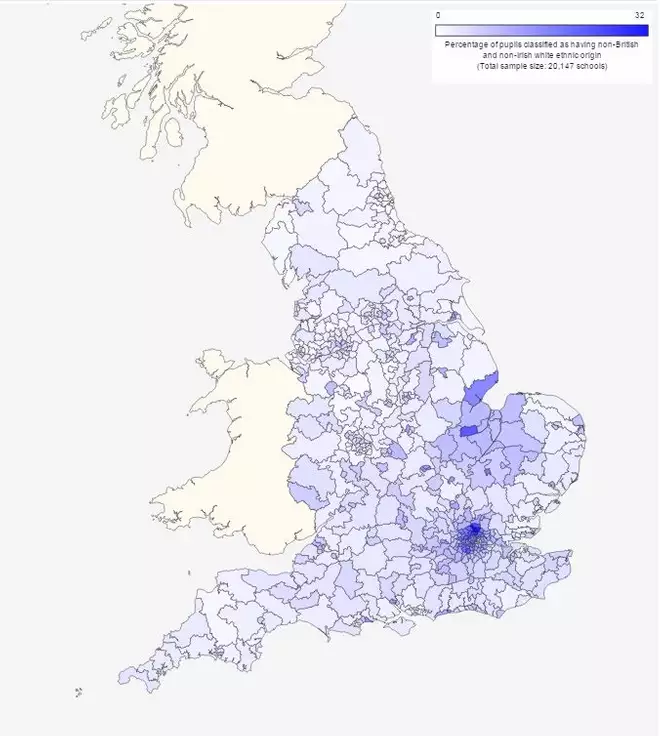 0 32
Percentage of pupils classified as having non-British
and non-Irish white ethnic origin
(Total sample size: 20,147 schools)